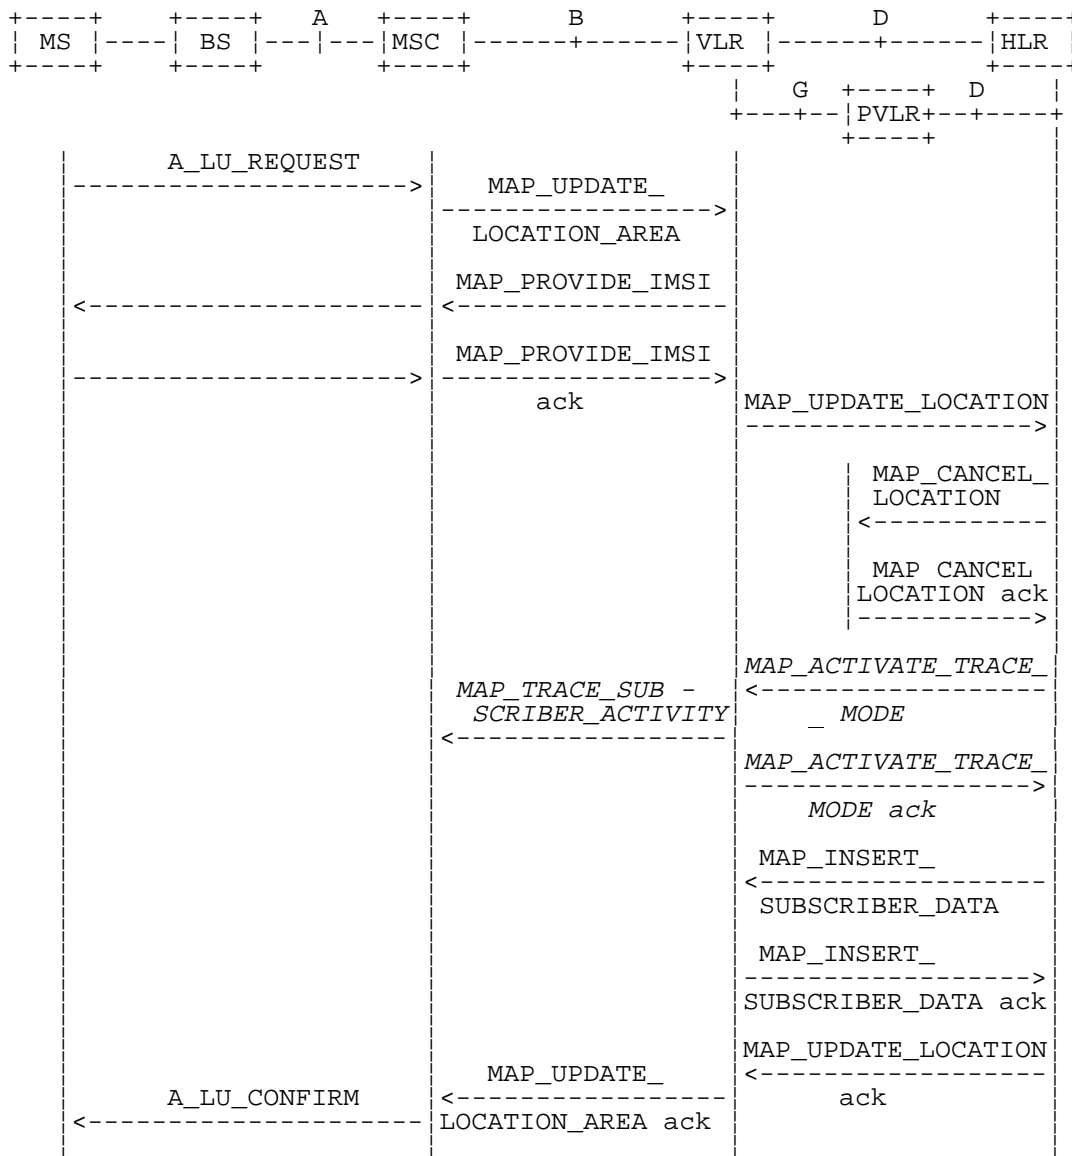 A B D
MS BS MSC VLR HLR
G D
PVLR
A_LU_REQUEST
MAP_UPDATE_
LOCATION_AREA
MAP_PROVIDE_IMSI
MAP_PROVIDE_IMSI
ack MAP_UPDATE_LOCATION
MAP_CANCEL_
LOCATION
MAP CANCEL
LOCATION ack
MAP_ACTIVATE_TRACE_
MAP_TRACE_SUB -
SCRIBER_ACTIVITY _ MODE
MAP_ACTIVATE_TRACE_
MODE ack
MAP_INSERT_
SUBSCRIBER_DATA
MAP_INSERT_
SUBSCRIBER_DATA ack
MAP_UPDATE_LOCATION
MAP_UPDATE_
A_LU_CONFIRM ack
LOCATION_AREA ack